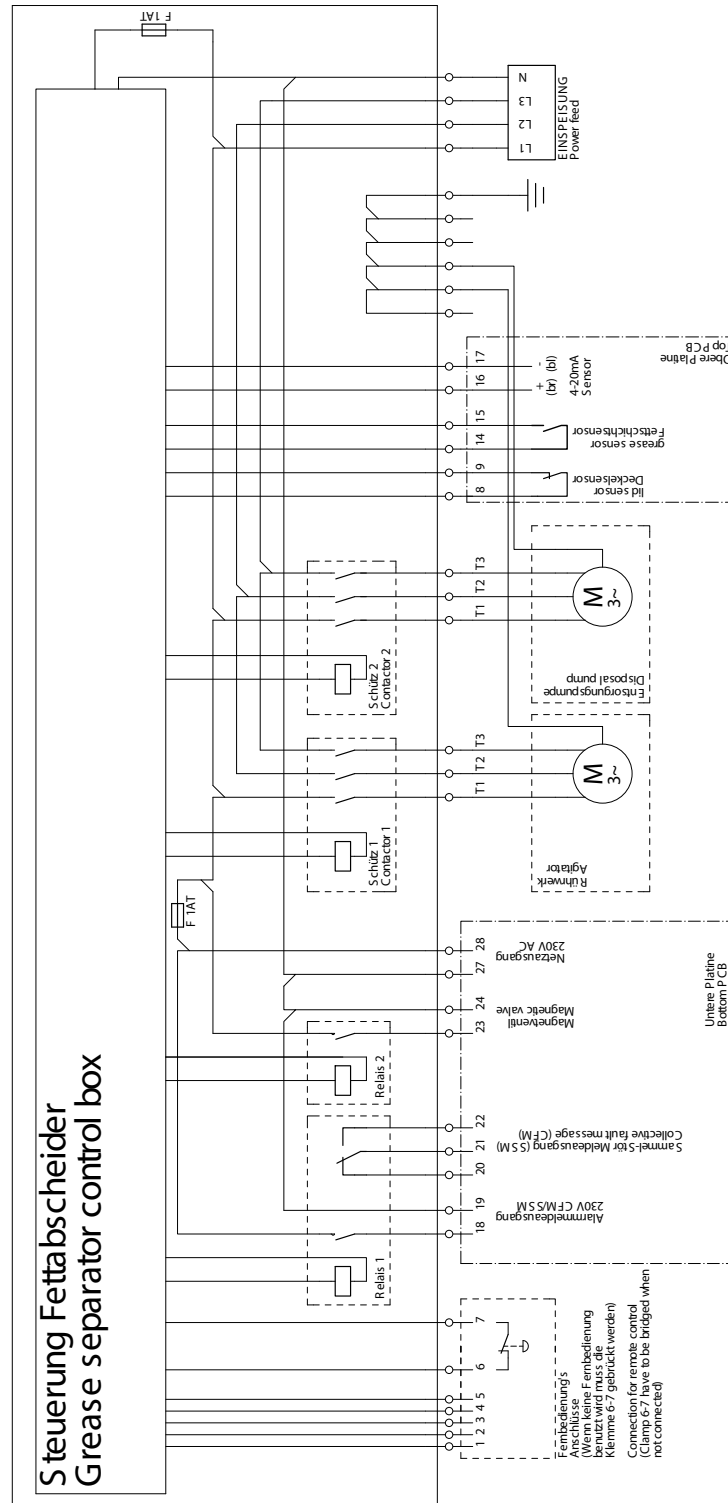 Steuerung Fettabscheider
Grease separator control box
F 1AT
N
L3
L2
L1
EINSPEISUNG
Power feed
17
16
15
14
9
8
- (bl)
+ (br)
4-20mA
Sensor
Obere Platine
Top PCB
Fettschichtsensor
grease sensor
Deckelsensor
lid sensor
T3
T2
T1
Schütz 2
Contactor 2
M
3~
Entsorgungspumpe
Disposal pump
T3
T2
T1
Schütz 1
Contactor 1
M
3~
Rührwerk
Agitator
F 1AT
28
27
24
23
Netzausgang
230V AC
Magnetventil
Magnetic valve
Untere Platine
Bottom PCB
Relais 2
22
21
20
19
18
Sammel-Stör Meldeausgang (SSM)
Collective fault message (CFM)
Alarmmeldeausgang
230V CFM/SSM
Relais 1
7
6
5
4
3
2
1
Fernbedienung's
Anschlüsse
(Wenn keine Fernbedienung
benutzt wird muss die
Klemme 6-7 gebrückt werden)
Connection for remote control
(Clamp 6-7 have to be bridged when
not connected)